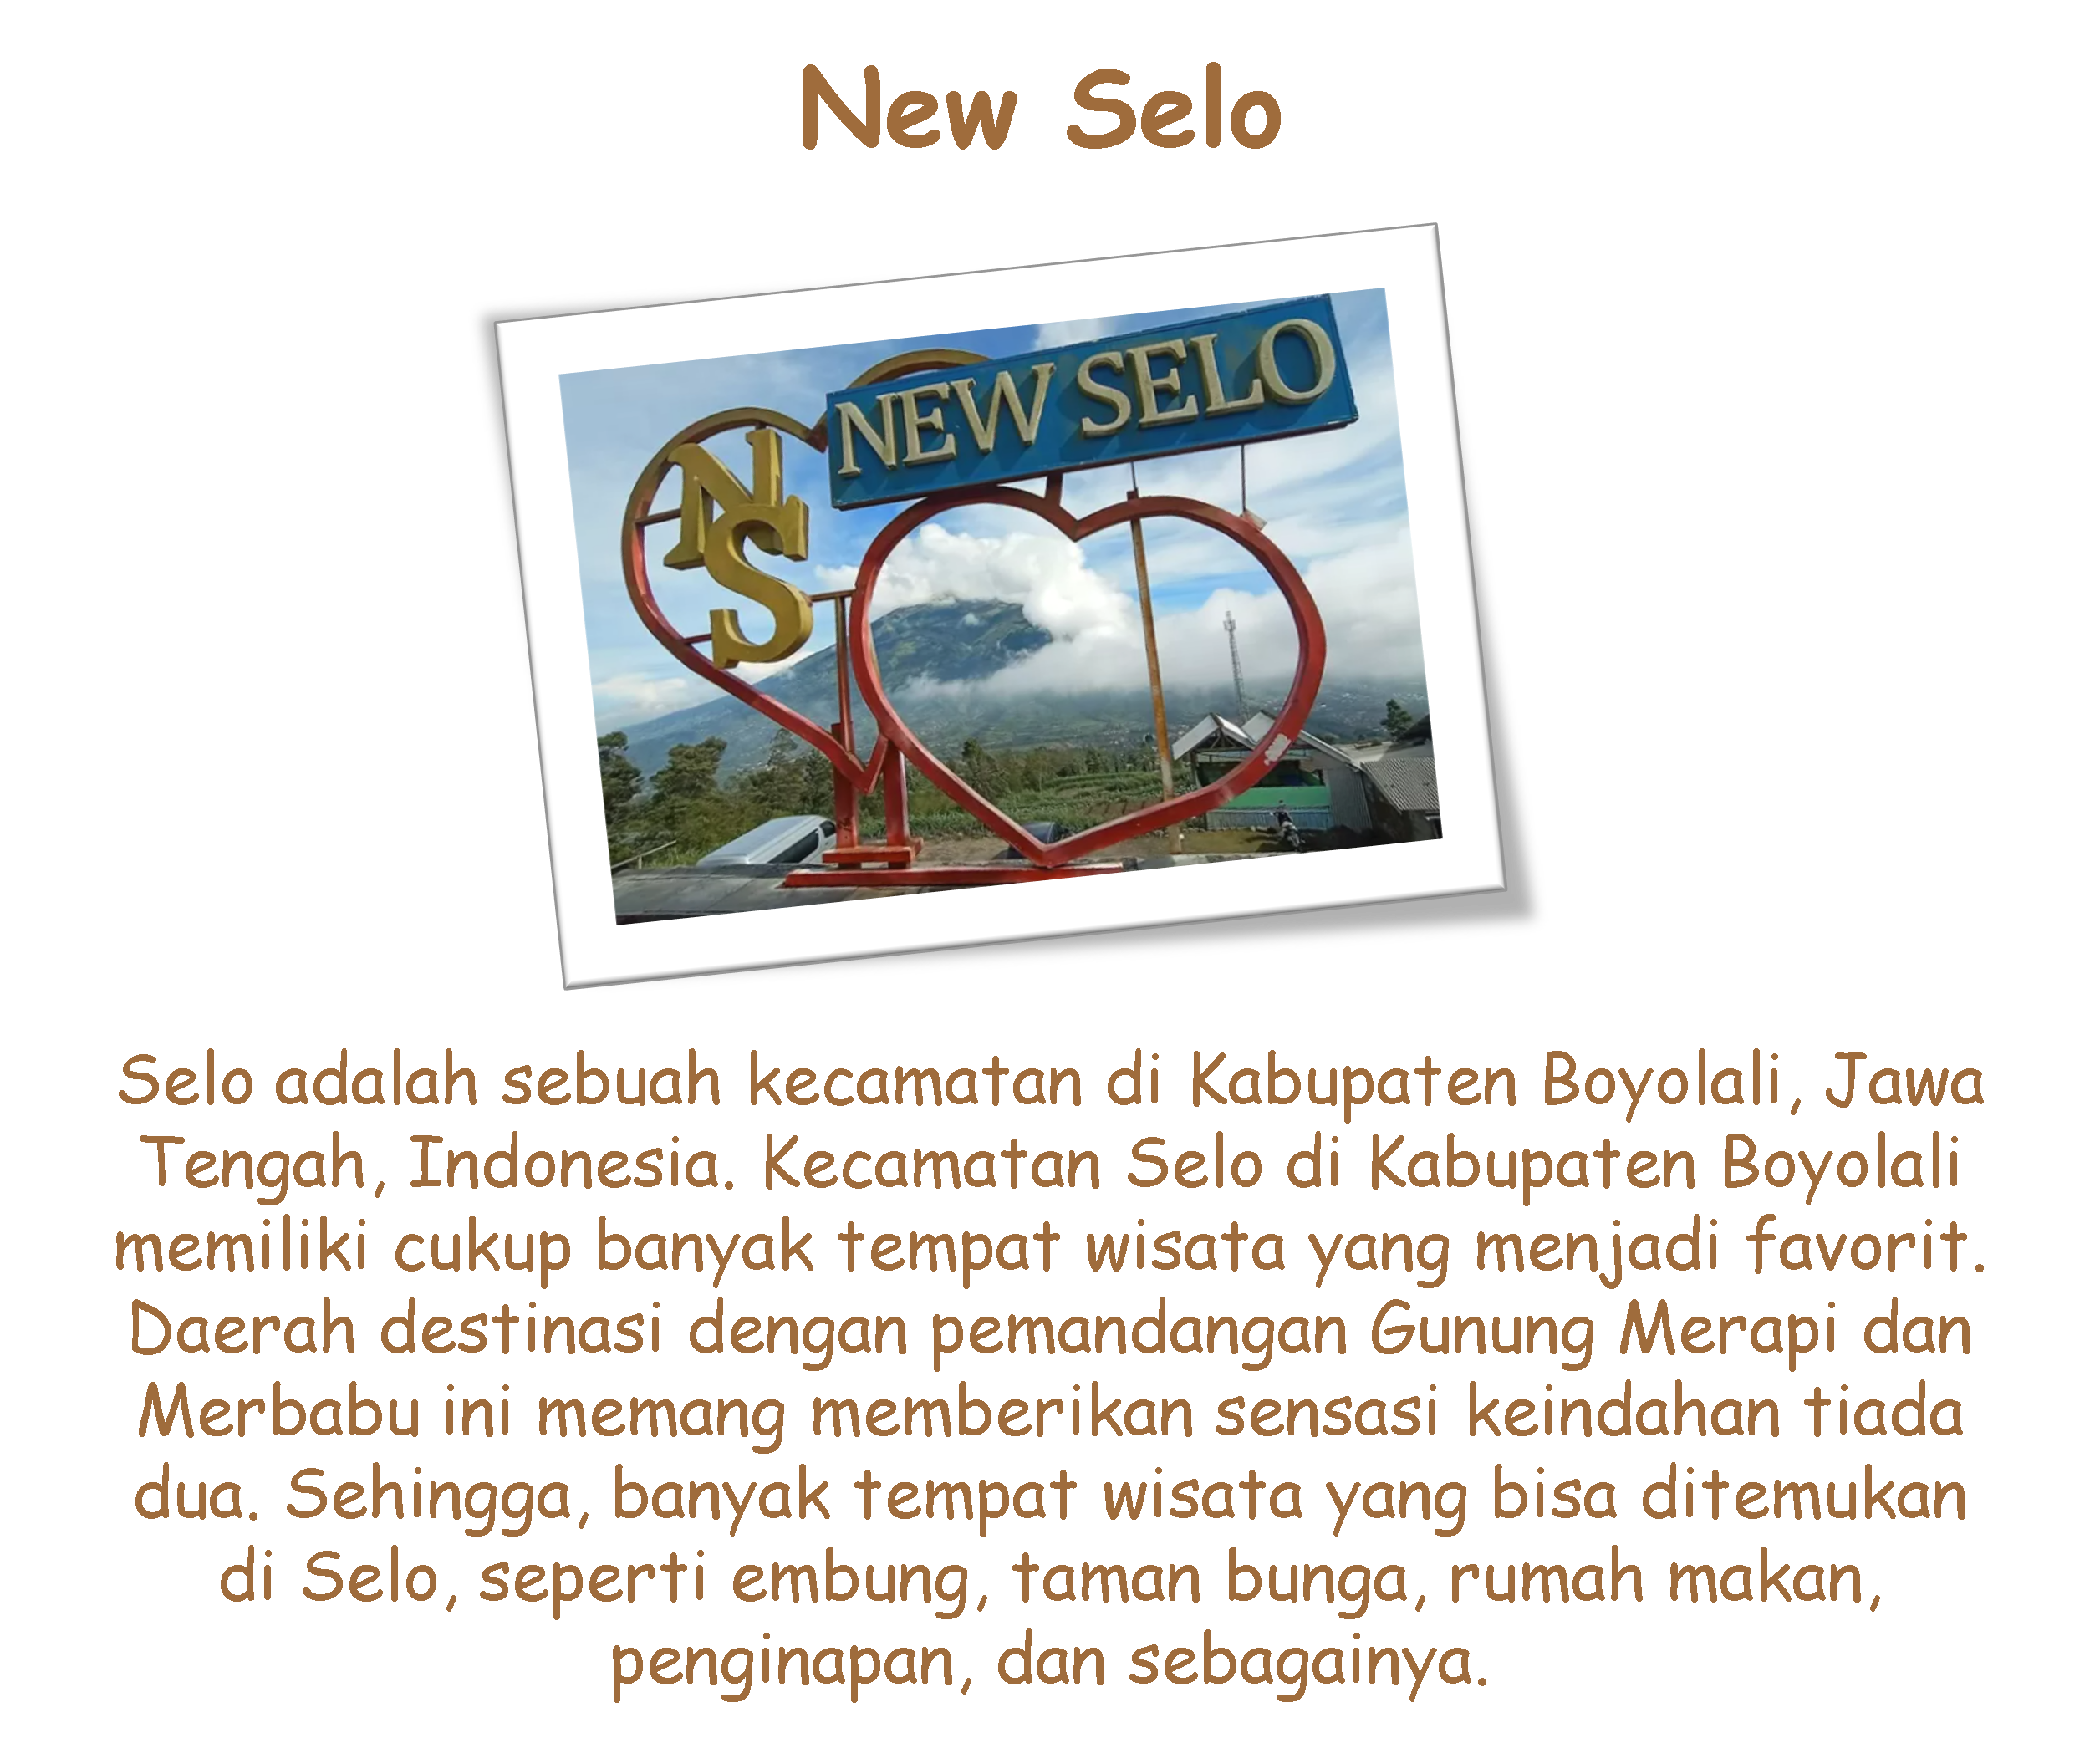 New Selo
NEW SELO
NS
Selo adalah sebuah kecamatan di Kabupaten Boyolali, Jawa
Tengah, Indonesia. Kecamatan Selo di Kabupaten Boyolali
memiliki cukup banyak tempat wisata yang menjadi favorit.
Daerah destinasi dengan pemandangan Gunung Merapi dan
Merbabu ini memang memberikan sensasi keindahan tiada
dua. Sehingga, banyak tempat wisata yang bisa ditemukan
di Selo, seperti embung, taman bunga, rumah makan,
penginapan, dan sebagainya.